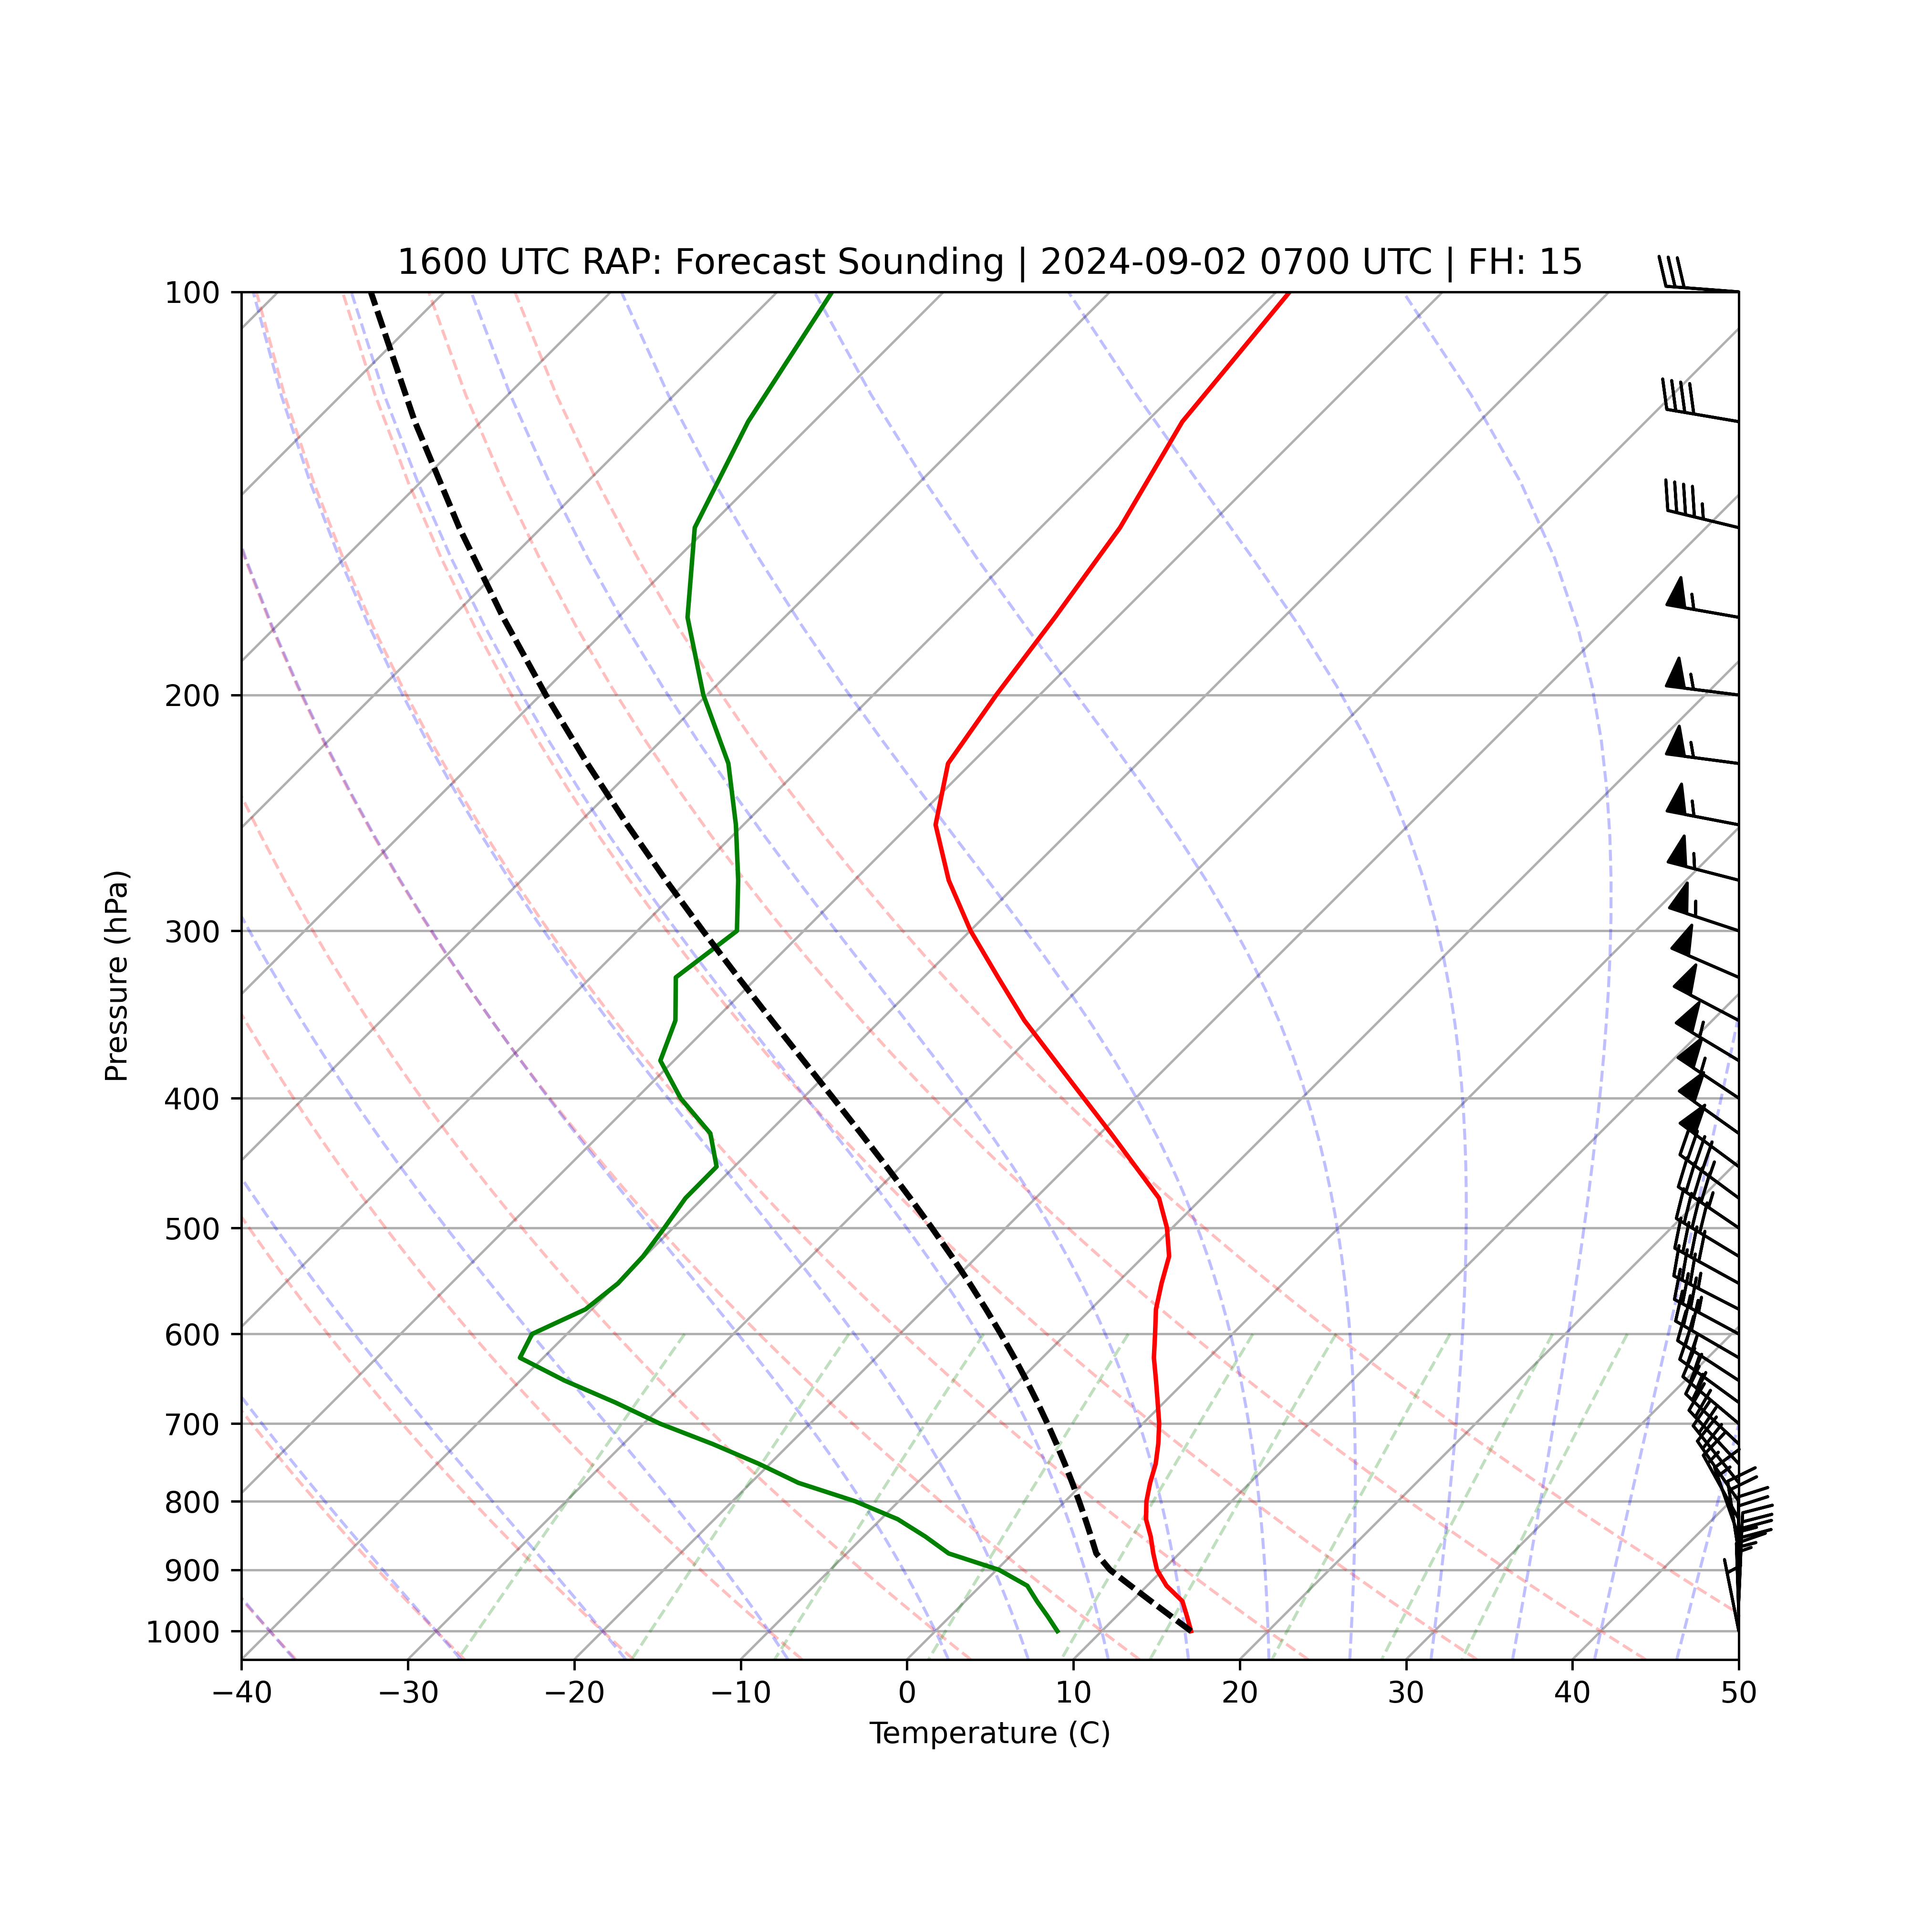 1600 UTC RAP: Forecast Sounding | 2024-09-02 0700 UTC | FH: 15
100
200
300
400
500
600
700
800
900
1000
Pressure (hPa)
−40 −30 −20 −10 0 10 20 30 40 50
Temperature (C)